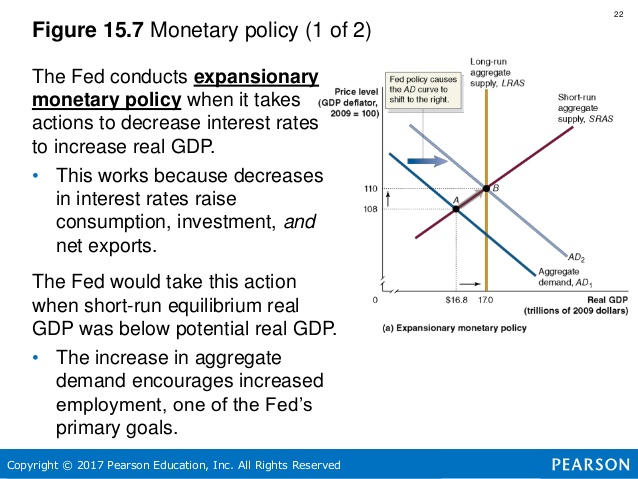 22
Figure 15.7 Monetary policy (1 of 2)
The Fed conducts expansionary
monetary policy when it takes
actions to decrease interest rates
to increase real GDP.
• This works because decreases
in interest rates raise
consumption, investment, and
net exports.
The Fed would take this action
when short-run equilibrium real
GDP was below potential real GDP.
• The increase in aggregate
demand encourages increased
employment, one of the Fed's
primary goals.
Price level
(GDP deflator,
2009 = 100)
Fed policy causes
the AD curve to
shift to the right.
Long-run
aggregate
supply, LRAS
Short-run
aggregate
supply, SRAS
110
108
A
B
AD2
Aggregate
demand, AD1
0
$16.8
17.0
Real GDP
(trillions of 2009 dollars)
(a) Expansionary monetary policy
Copyright © 2017 Pearson Education, Inc. All Rights Reserved
PEARSON